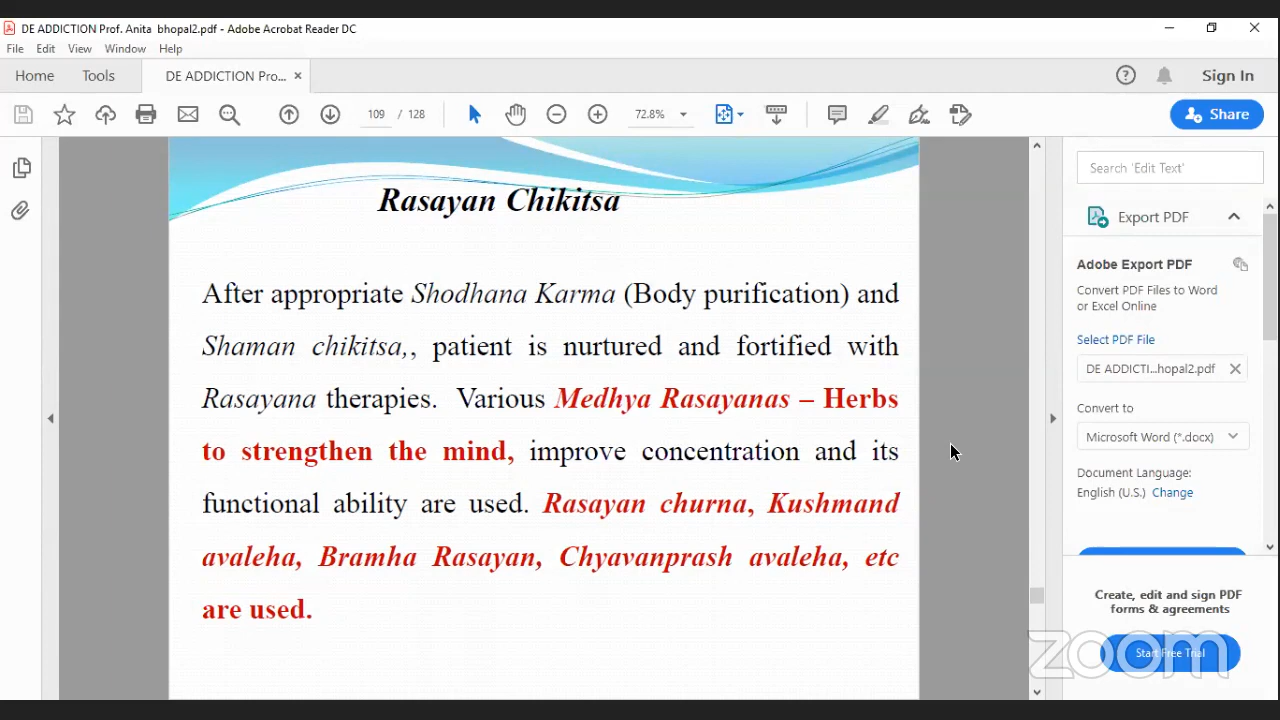 DE ADDICTION Prof. Anita bhopal2.pdf - Adobe Acrobat Reader DC
File Edit View Window Help
Home Tools DE ADDICTION Pro... × Sign In
109 / 128 72.8% Share
Rasayan Chikitsa
After appropriate Shodhana Karma (Body purification) and
Shaman chikitsa,, patient is nurtured and fortified with
Rasayana therapies. Various Medhya Rasayanas – Herbs
to strengthen the mind, improve concentration and its
functional ability are used. Rasayan churna, Kushmand
avaleha, Bramha Rasayan, Chyavanprash avaleha, etc
are used.
Search 'Edit Text'
Export PDF
Adobe Export PDF
Convert PDF Files to Word
or Excel Online
Select PDF File
DE ADDICTI...hopal2.pdf
Convert to
Microsoft Word (*.docx)
Document Language:
English (U.S.) Change
Create, edit and sign PDF
forms & agreements
Start Free Trial
zoom